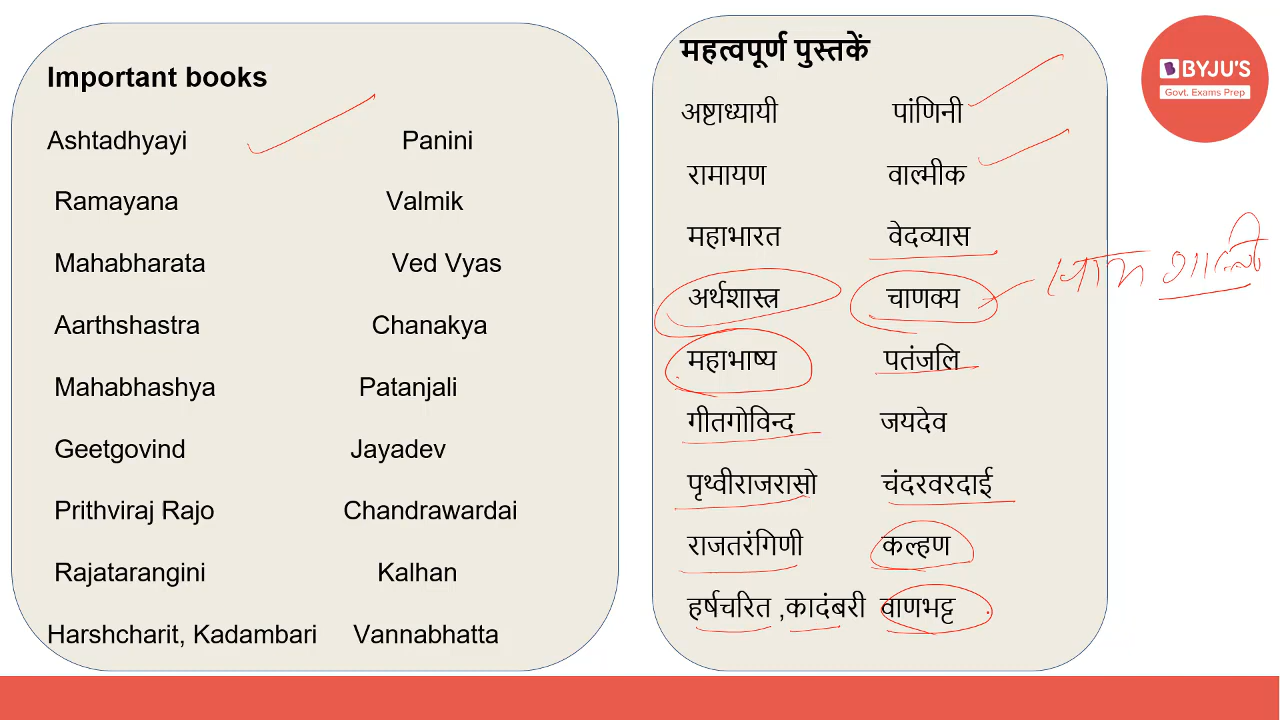 Important books
Ashtadhyayi Panini
Ramayana Valmik
Mahabharata Ved Vyas
Aarthshastra Chanakya
Mahabhashya Patanjali
Geetgovind Jayadev
Prithviraj Rajo Chandrawardai
Rajatarangini Kalhan
Harshcharit, Kadambari Vannabhatta
महत्वपूर्ण पुस्तकें
अष्टाध्यायी पांणिनी
रामायण वाल्मीक
महाभारत वेदव्यास
अर्थशास्त्र चाणक्य
महाभाष्य पतंजलि
गीतगोविन्द जयदेव
पृथ्वीराजरासो चंदरवरदाई
राजतरंगिणी कल्हण
हर्षचरित ,कादंबरी वाणभट्ट
BYJU'S
Govt. Exams Prep